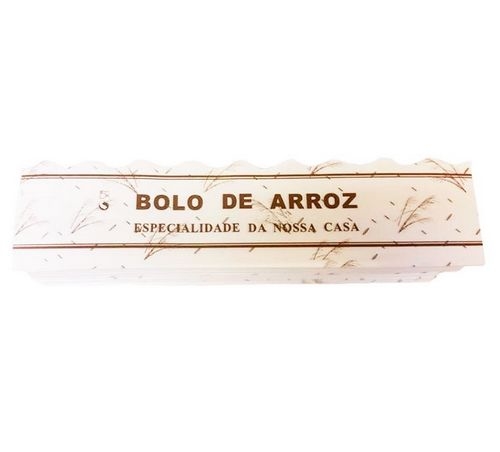 BOLO DE ARROZ
ESPECIALIDADE DA NOSSA CASA